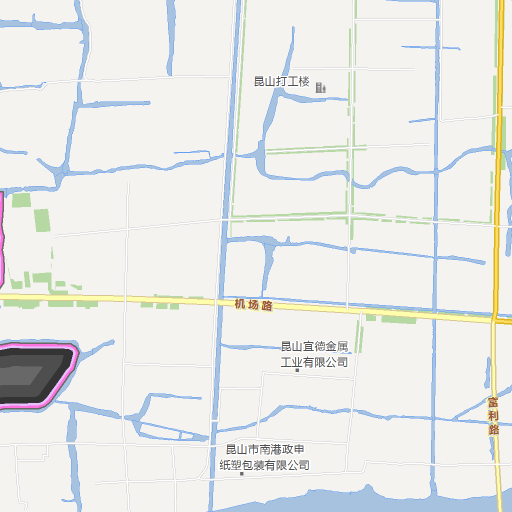 昆山打工楼
机场路
昆山宜德金属
工业有限公司
富利路
昆山市南港政申
纸塑包装有限公司